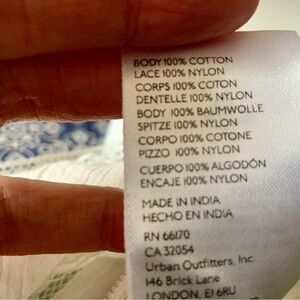 BODY 100% COTTON
LACE 100% NYLON
CORPS 100% COTON
DENTELLE 100% NYLON
BODY 100% BAUMWOLLE
SPITZE 100% NYLON
CORPO 100% COTONE
PIZZO 100% NYLON
CUERPO 100% ALGODÓN
ENCAJE 100% NYLON
MADE IN INDIA
HECHO EN INDIA
RN 66170
CA 32054
Urban Outfitters, Inc.
146 Brick Lane
LONDON, E1 6RU